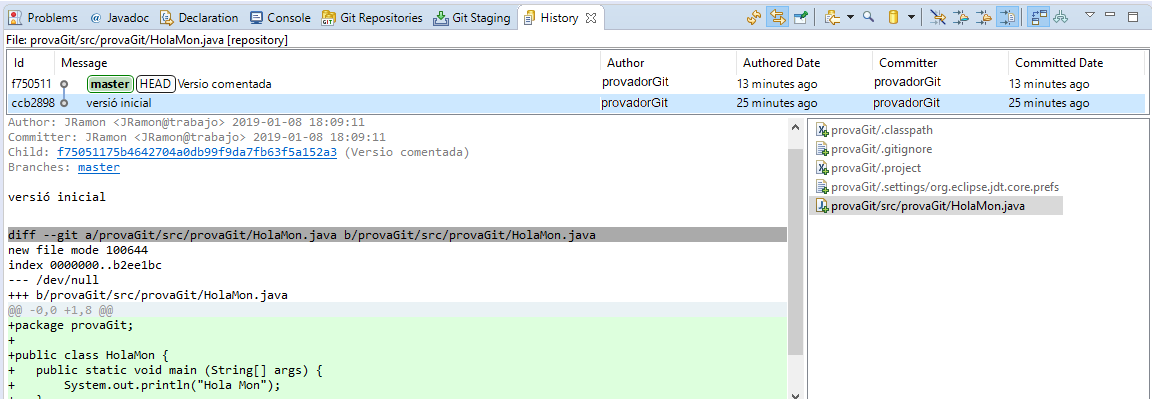 Problems @ Javadoc Declaration Console Git Repositories Git Staging History
File: provaGit/src/provaGit/HolaMon.java [repository]
Id Message Author Authored Date Committer Committed Date
f750511 master HEAD Versio comentada provadorGit 13 minutes ago provadorGit 13 minutes ago
ccb2898 versió inicial provadorGit 25 minutes ago provadorGit 25 minutes ago
Author: JRamon <JRamon@trabajo> 2019-01-08 18:09:11
Committer: JRamon <JRamon@trabajo> 2019-01-08 18:09:11
Child: f75051175b4642704a0db99f9da7fb63f5a152a3 (Versio comentada)
Branches: master
versió inicial
diff --git a/provaGit/src/provaGit/HolaMon.java b/provaGit/src/provaGit/HolaMon.java
new file mode 100644
index 0000000..b2ee1bc
--- /dev/null
+++ b/provaGit/src/provaGit/HolaMon.java
@@ -0,0 +1,8 @@
+package provaGit;
+
+public class HolaMon {
+   public static void main (String[] args) {
+       System.out.println("Hola Mon");
provaGit/.classpath
provaGit/.gitignore
provaGit/.project
provaGit/.settings/org.eclipse.jdt.core.prefs
provaGit/src/provaGit/HolaMon.java